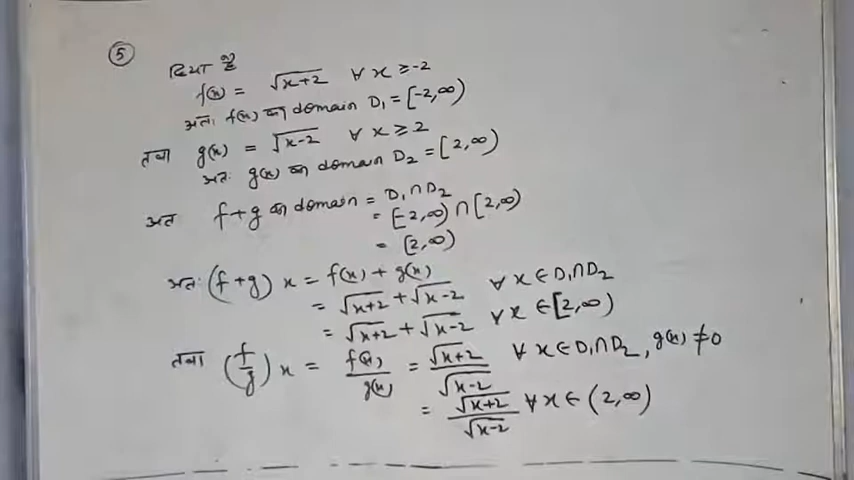 ⑤
दिया है
f(x) = √x+2 ∀ x ≥ -2
अतः f(x) का domain D₁ = [-2,∞)
तथा g(x) = √x-2 ∀ x ≥ 2
अतः g(x) का domain D₂ = [2,∞)
अतः f+g का domain = D₁∩D₂
= [-2,∞) ∩ [2,∞)
= [2,∞)
अतः (f+g) x = f(x) + g(x)
= √x+2 + √x-2 ∀ x ∈ D₁∩D₂
= √x+2 + √x-2 ∀ x ∈ [2,∞)
तथा (f/g) x = f(x)/g(x) = √x+2/√x-2 ∀ x ∈ D₁∩D₂, g(x) ≠ 0
= √x+2/√x-2 ∀ x ∈ (2,∞)